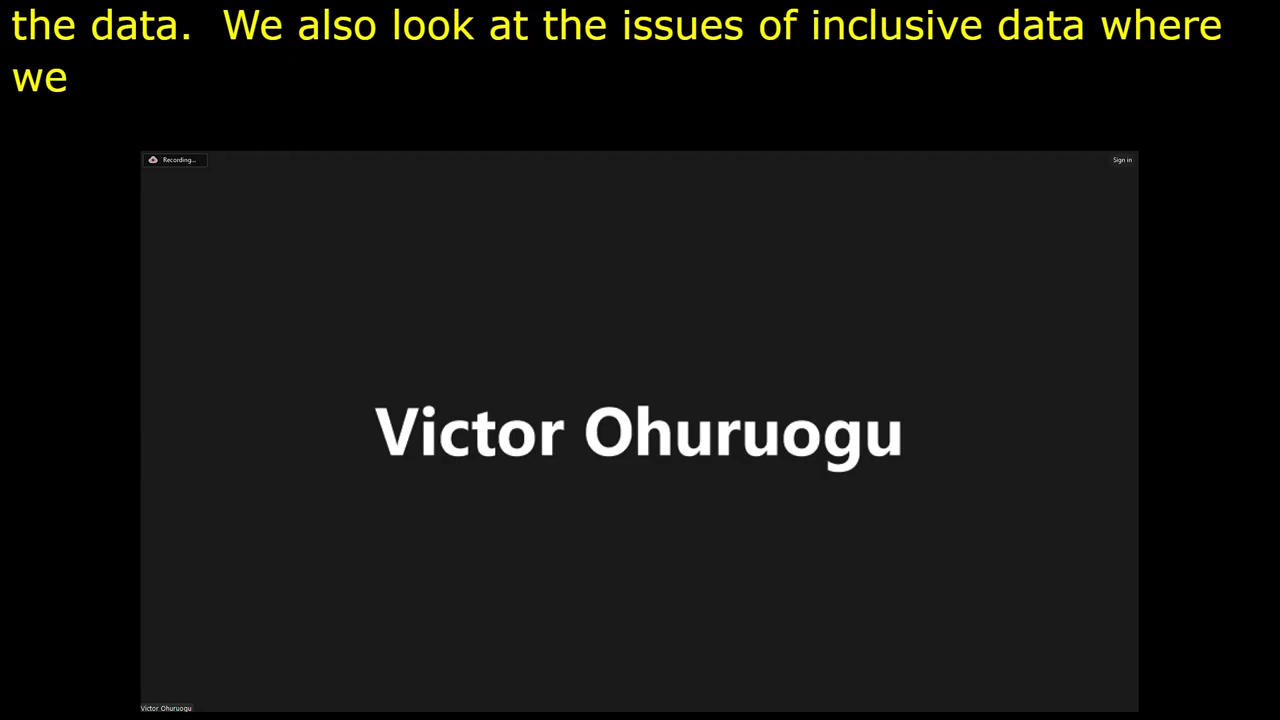 the data.  We also look at the issues of inclusive data where
we
Recording...
Sign in
Victor Ohuruogu
Victor Ohuruogu